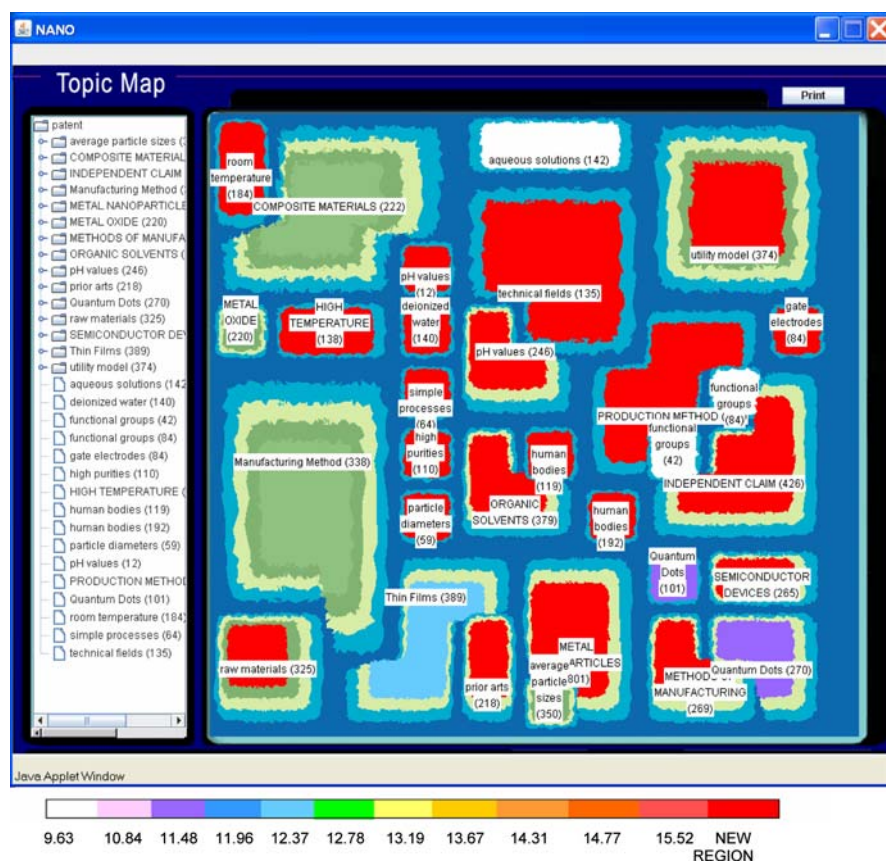 NANO
Topic Map
Print
patent
average particle sizes (3
COMPOSITE MATERIAL
INDEPENDENT CLAIM
Manufacturing Method (3
METAL NANOPARTICLE
METAL OXIDE (220)
METHODS OF MANUFA
ORGANIC SOLVENTS (
pH values (246)
prior arts (218)
Quantum Dots (270)
raw materials (325)
SEMICONDUCTOR DEV
Thin Films (389)
utility model (374)
aqueous solutions (142
deionized water (140)
functional groups (42)
functional groups (84)
gate electrodes (84)
high purities (110)
HIGH TEMPERATURE (
human bodies (119)
human bodies (192)
particle diameters (59)
pH values (12)
PRODUCTION METHOD
Quantum Dots (101)
room temperature (184)
simple processes (64)
technical fields (135)
room
temperature
(184)
COMPOSITE MATERIALS (222)
aqueous solutions (142)
utility model (374)
pH values
(12)
technical fields (135)
METAL
OXIDE
(220)
HIGH
TEMPERATURE
(138)
deionized
water
(140)
pH values (246)
gate
electrodes
(84)
simple
processes
(64)
PRODUCTION METHOD
functional
groups
(84)
functional
groups
(42)
Manufacturing Method (338)
high
purities
(110)
human
bodies
(119)
INDEPENDENT CLAIM (426)
ORGANIC
SOLVENTS (379)
particle
diameters
(59)
human
bodies
(192)
Quantum
Dots
(101)
SEMICONDUCTOR
DEVICES (265)
Thin Films (389)
raw materials (325)
prior arts
(218)
METAL
ARTICLES
801)
average
particle
sizes
(350)
METHODS OF
MANUFACTURING
(269)
Quantum Dots (270)
Java Applet Window
9.63 10.84 11.48 11.96 12.37 12.78 13.19 13.67 14.31 14.77 15.52 NEW
REGION